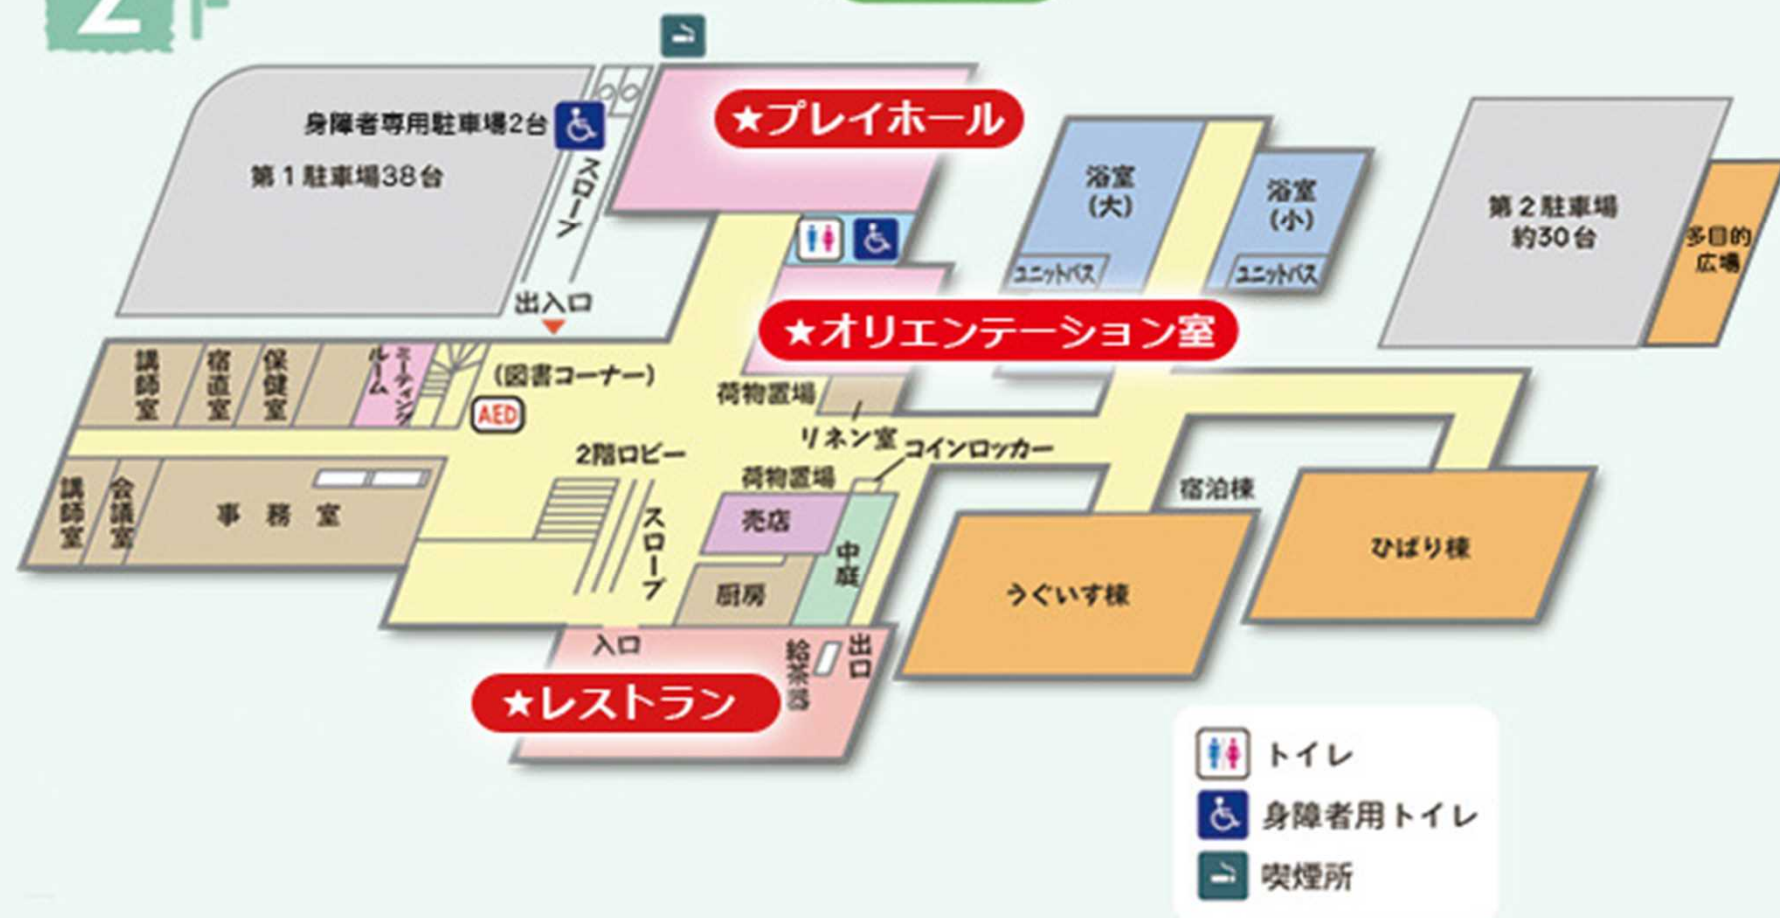 2F
身障者専用駐車場2台
第1駐車場38台
スロープ
出入口
★プレイホール
浴室
(大)
ユニットバス
浴室
(小)
ユニットバス
第2駐車場
約30台
多目的
広場
★オリエンテーション室
講師室
宿直室
保健室
ミーティング
ルーム
(図書コーナー)
AED
荷物置場
リネン室
コインロッカー
2階ロビー
荷物置場
講師室
会議室
事務室
スロープ
売店
中庭
厨房
宿泊棟
うぐいす棟
ひばり棟
入口
給茶器
出口
★レストラン
トイレ
身障者用トイレ
喫煙所